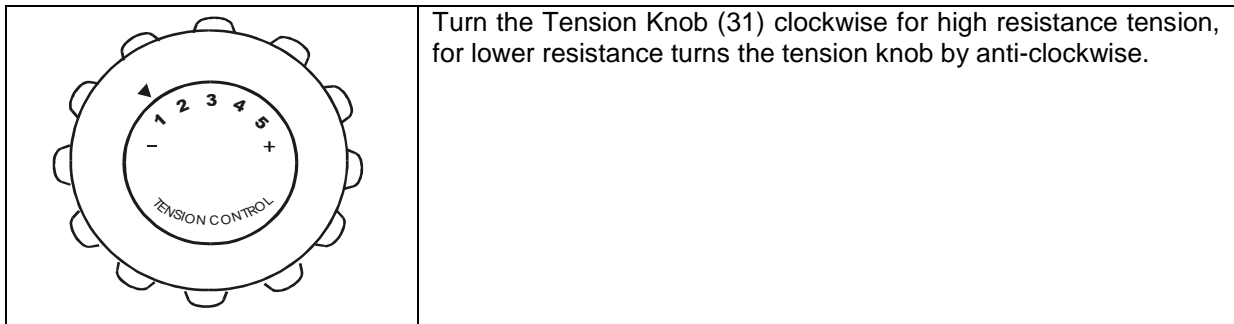 Turn the Tension Knob (31) clockwise for high resistance tension,
for lower resistance turns the tension knob by anti-clockwise.
1 2 3 4 5
- +
TENSION CONTROL